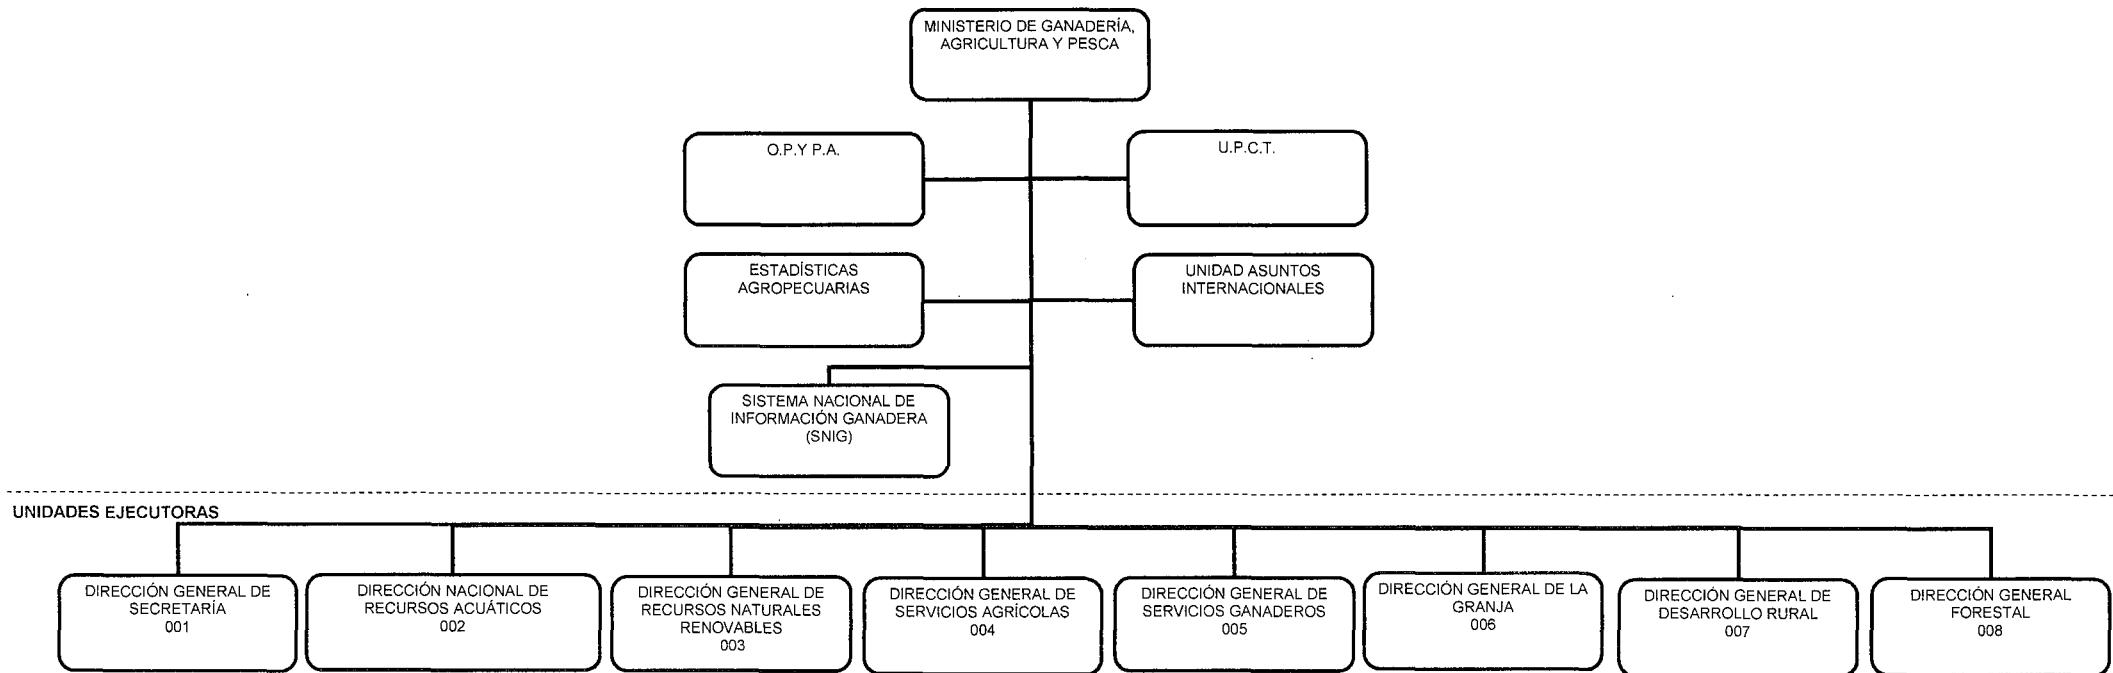 MINISTERIO DE GANADERÍA,
AGRICULTURA Y PESCA
O.P.Y P.A.
U.P.C.T.
ESTADÍSTICAS
AGROPECUARIAS
UNIDAD ASUNTOS
INTERNACIONALES
SISTEMA NACIONAL DE
INFORMACIÓN GANADERA
(SNIG)
UNIDADES EJECUTORAS
DIRECCIÓN GENERAL DE
SECRETARÍA
001
DIRECCIÓN NACIONAL DE
RECURSOS ACUÁTICOS
002
DIRECCIÓN GENERAL DE
RECURSOS NATURALES
RENOVABLES
003
DIRECCIÓN GENERAL DE
SERVICIOS AGRÍCOLAS
004
DIRECCIÓN GENERAL DE
SERVICIOS GANADEROS
005
DIRECCIÓN GENERAL DE LA
GRANJA
006
DIRECCIÓN GENERAL DE
DESARROLLO RURAL
007
DIRECCIÓN GENERAL
FORESTAL
008